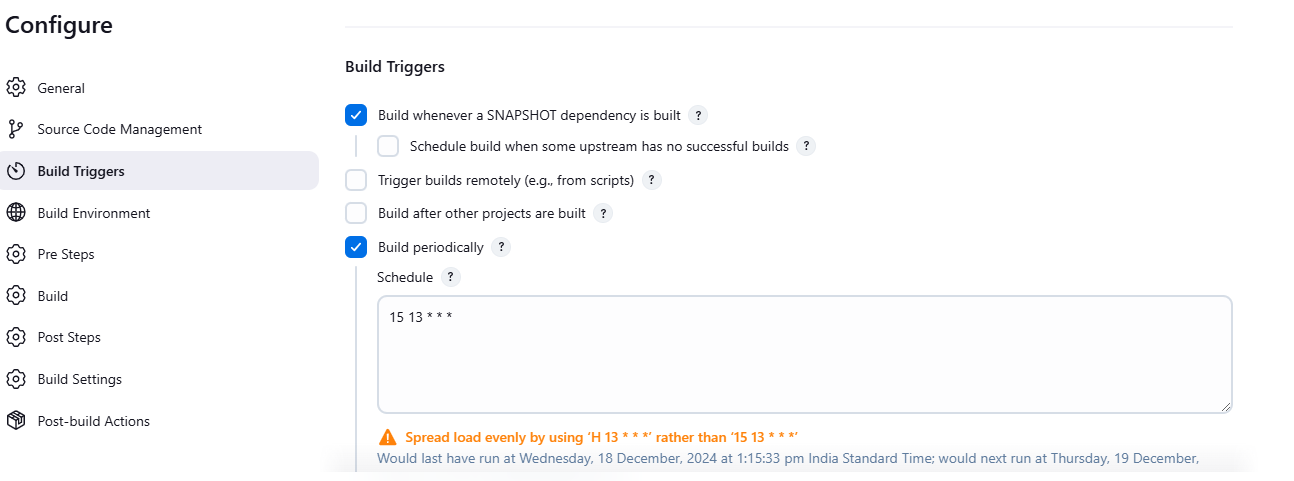 Configure
General
Source Code Management
Build Triggers
Build Environment
Pre Steps
Build
Post Steps
Build Settings
Post-build Actions
Build Triggers
Build whenever a SNAPSHOT dependency is built ?
Schedule build when some upstream has no successful builds ?
Trigger builds remotely (e.g., from scripts) ?
Build after other projects are built ?
Build periodically ?
Schedule ?
15 13 * * *
Spread load evenly by using ‘H 13 * * *’ rather than ‘15 13 * * *’
Would last have run at Wednesday, 18 December, 2024 at 1:15:33 pm India Standard Time; would next run at Thursday, 19 December,